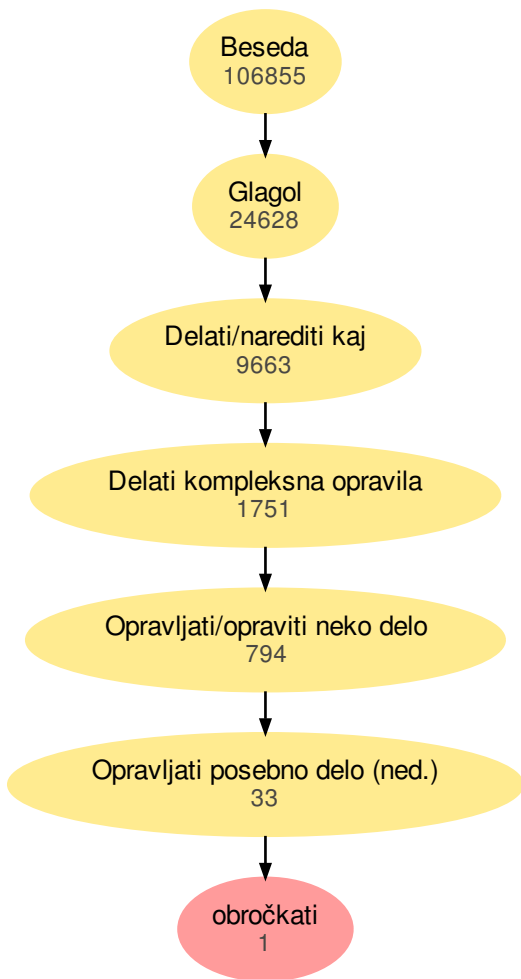 Beseda
106855
Glagol
24628
Delati/narediti kaj
9663
Delati kompleksna opravila
1751
Opravljati/opraviti neko delo
794
Opravljati posebno delo (ned.)
33
obročkati
1